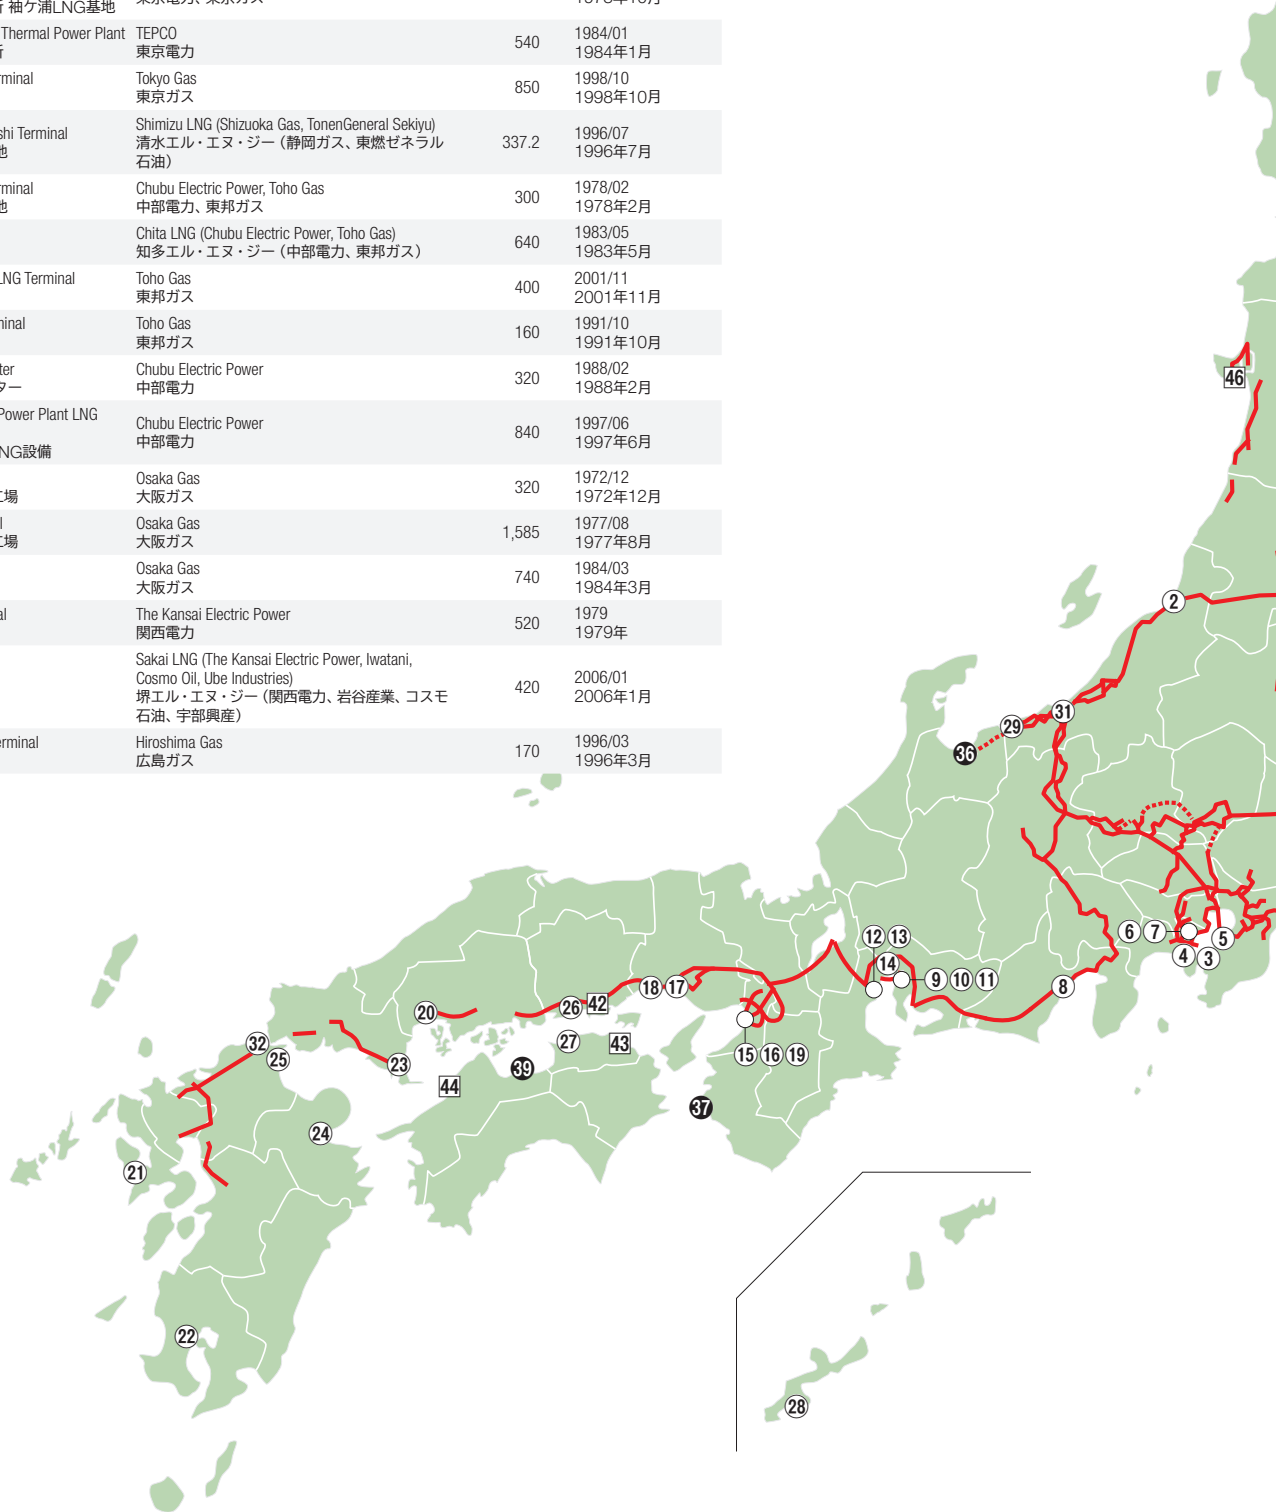 所 袖ケ浦LNG基地
Thermal Power Plant TEPCO 540 1984/01
所 東京電力 1984年1月
Tokyo Gas 850 1998/10
東京ガス 1998年10月
Shimizu LNG (Shizuoka Gas, TonenGeneral Sekiyu) 337.2 1996/07
清水エル・エヌ・ジー（静岡ガス、東燃ゼネラル 1996年7月
石油）
Chubu Electric Power, Toho Gas 300 1978/02
中部電力、東邦ガス 1978年2月
Chita LNG (Chubu Electric Power, Toho Gas) 640 1983/05
知多エル・エヌ・ジー（中部電力、東邦ガス） 1983年5月
LNG Terminal Toho Gas 400 2001/11
東邦ガス 2001年11月
Toho Gas 160 1991/10
東邦ガス 1991年10月
Chubu Electric Power 320 1988/02
中部電力 1988年2月
Power Plant LNG Chubu Electric Power 840 1997/06
NG設備 中部電力 1997年6月
Osaka Gas 320 1972/12
工場 大阪ガス 1972年12月
Osaka Gas 1,585 1977/08
工場 大阪ガス 1977年8月
Osaka Gas 740 1984/03
大阪ガス 1984年3月
The Kansai Electric Power 520 1979
関西電力 1979年
Sakai LNG (The Kansai Electric Power, Iwatani, 420 2006/01
Cosmo Oil, Ube Industries) 2006年1月
堺エル・エヌ・ジー（関西電力、岩谷産業、コスモ
石油、宇部興産）
Hiroshima Gas 170 1996/03
広島ガス 1996年3月
46
2
31
29
36
12 13
6 7 5
14
4 3
9 10 11
18 17
8
26 42
20
32
27 43
25
15 16 19
23
39
44
37
24
21
22
28